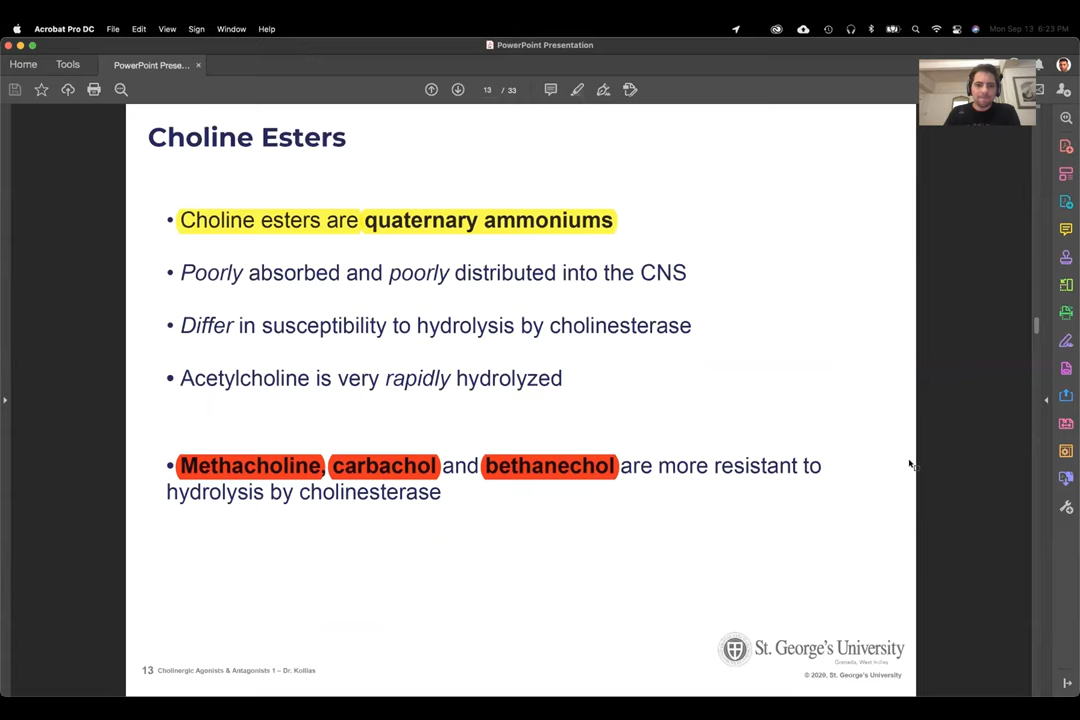 Acrobat Pro DC File Edit View Sign Window Help Mon Sep 13 6:23 PM
PowerPoint Presentation
Home Tools PowerPoint Prese... ×
13 / 33
Choline Esters
• Choline esters are quaternary ammoniums
• Poorly absorbed and poorly distributed into the CNS
• Differ in susceptibility to hydrolysis by cholinesterase
• Acetylcholine is very rapidly hydrolyzed
• Methacholine, carbachol and bethanechol are more resistant to
hydrolysis by cholinesterase
St. George's University
Grenada, West Indies
13 Cholinergic Agonists & Antagonists 1 – Dr. Kollias
© 2020, St. George's University